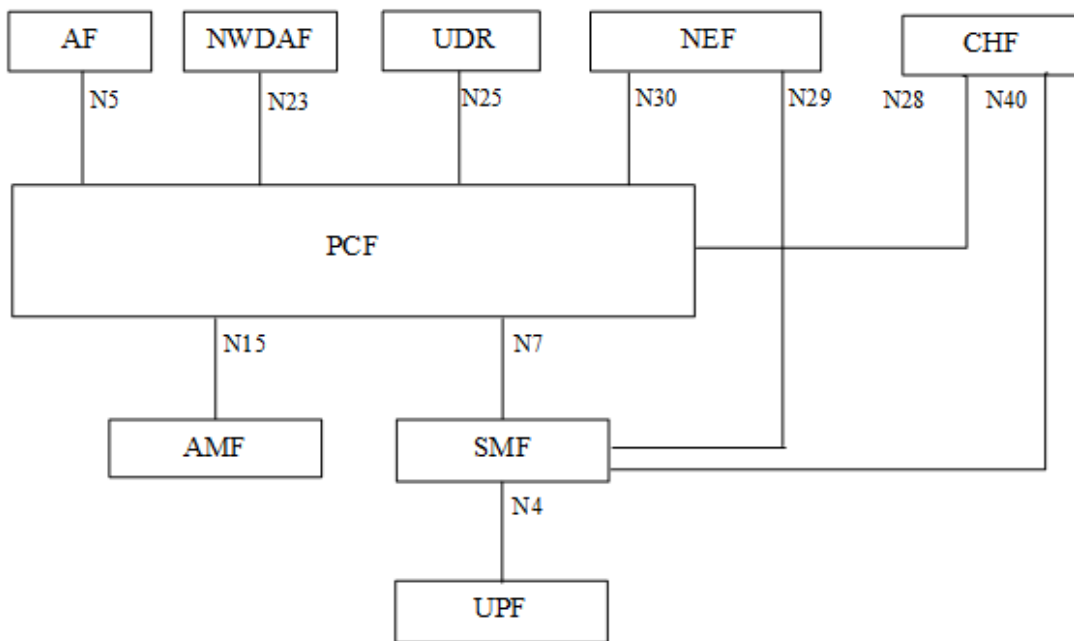 AF
NWDAF
UDR
NEF
CHF
N5
N23
N25
N30
N29
N28
N40
PCF
N15
N7
AMF
SMF
N4
UPF